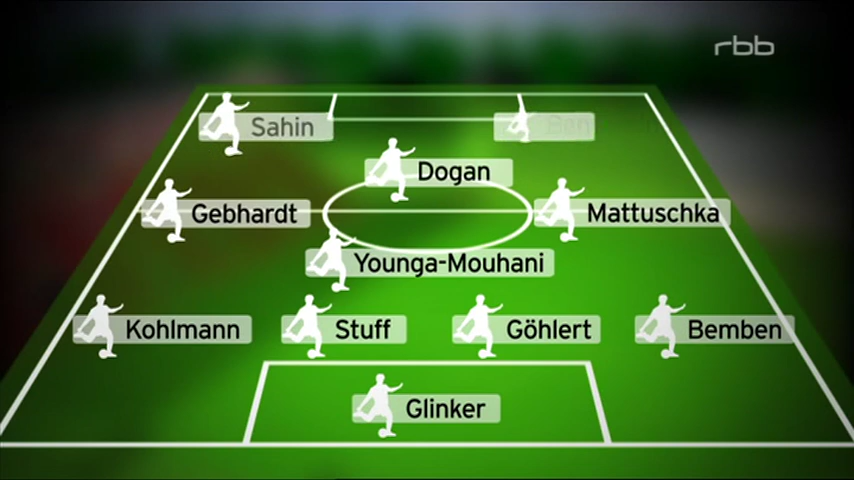 rbb
Sahin
Dogan
Gebhardt
Mattuschka
Younga-Mouhani
Kohlmann
Stuff
Göhlert
Bemben
Glinker